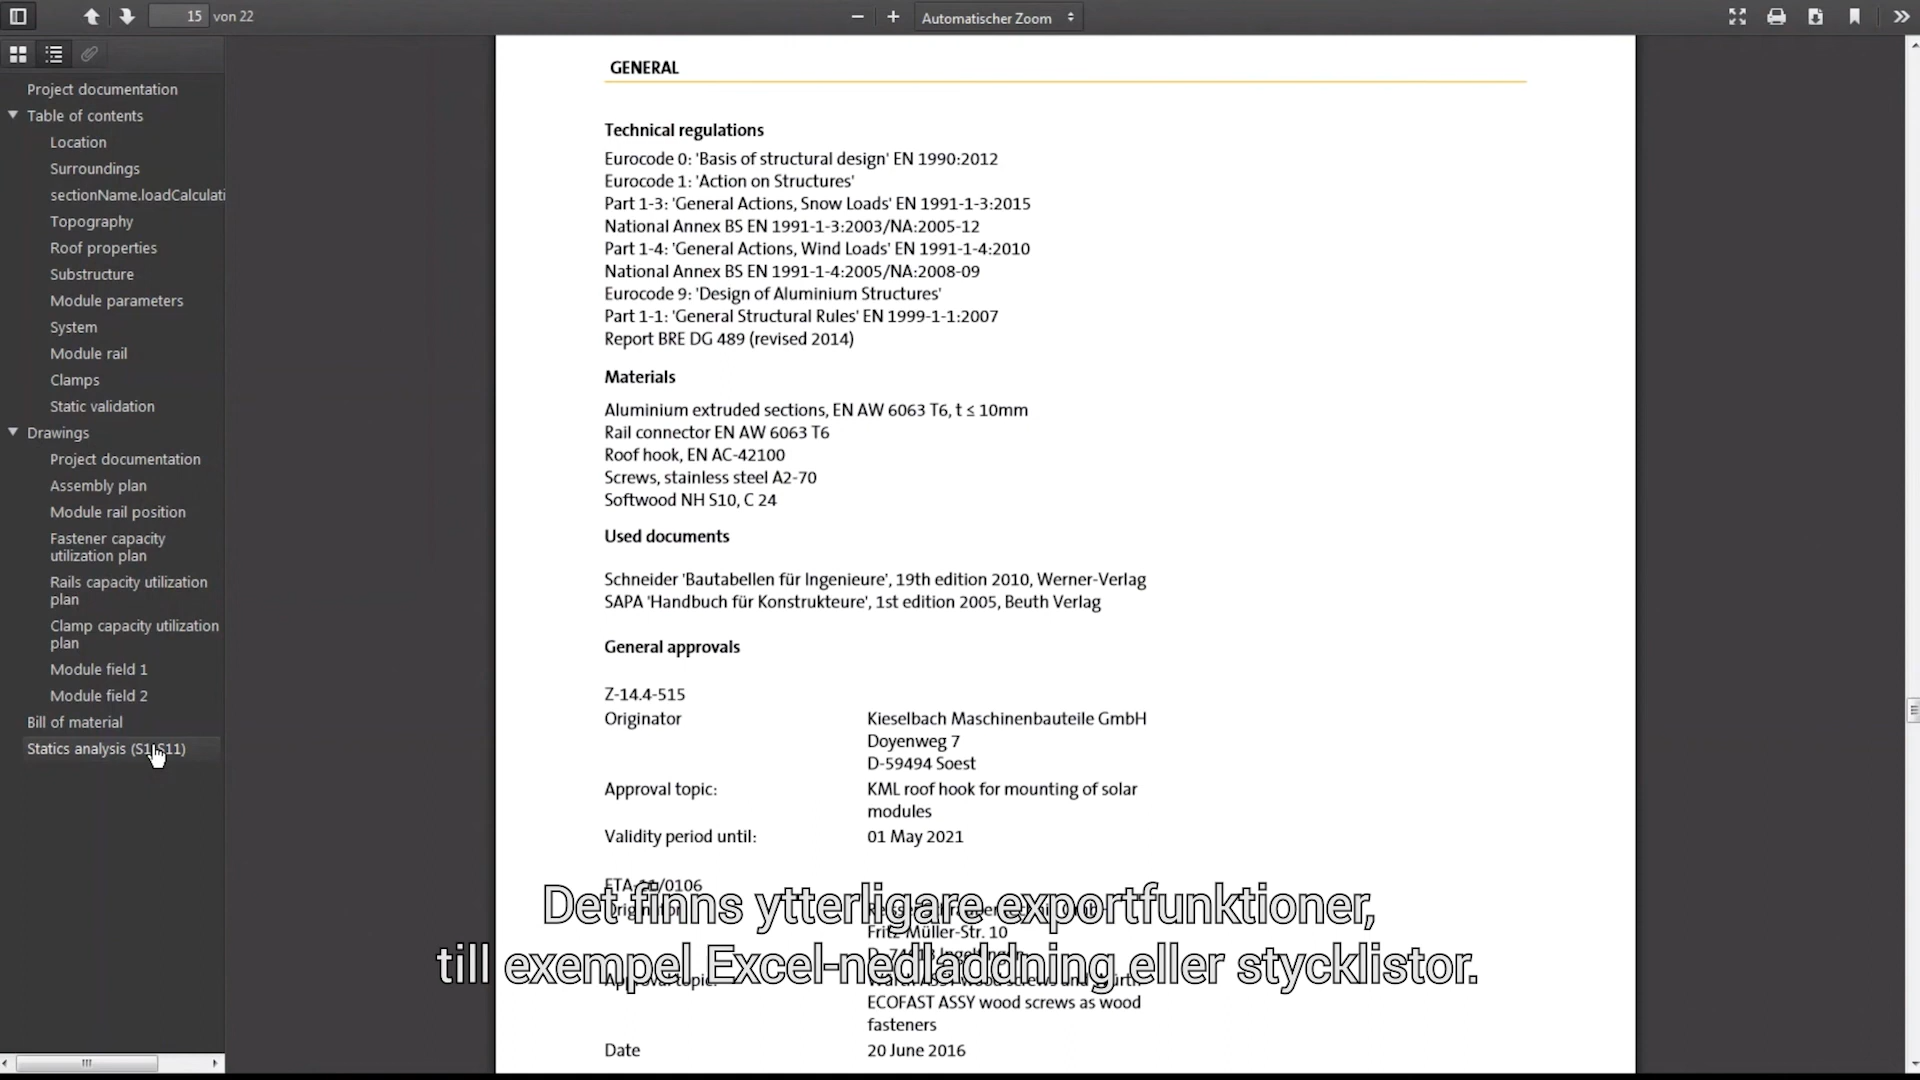 15 von 22
Automatischer Zoom
Project documentation
Table of contents
Location
Surroundings
sectionName.loadCalculati
Topography
Roof properties
Substructure
Module parameters
System
Module rail
Clamps
Static validation
Drawings
Project documentation
Assembly plan
Module rail position
Fastener capacity
utilization plan
Rails capacity utilization
plan
Clamp capacity utilization
plan
Module field 1
Module field 2
Bill of material
Statics analysis
GENERAL
Technical regulations
Eurocode 0: 'Basis of structural design' EN 1990:2012
Eurocode 1: 'Action on Structures'
Part 1-3: 'General Actions, Snow Loads' EN 1991-1-3:2015
National Annex BS EN 1991-1-3:2003/NA:2005-12
Part 1-4: 'General Actions, Wind Loads' EN 1991-1-4:2010
National Annex BS EN 1991-1-4:2005/NA:2008-09
Eurocode 9: 'Design of Aluminium Structures'
Part 1-1: 'General Structural Rules' EN 1999-1-1:2007
Report BRE DG 489 (revised 2014)
Materials
Aluminium extruded sections, EN AW 6063 T6, t ≤ 10mm
Rail connector EN AW 6063 T6
Roof hook, EN AC-42100
Screws, stainless steel A2-70
Softwood NH S10, C 24
Used documents
Schneider 'Bautabellen für Ingenieure', 19th edition 2010, Werner-Verlag
SAPA 'Handbuch für Konstrukteure', 1st edition 2005, Beuth Verlag
General approvals
Z-14.4-515
Originator Kieselbach Maschinenbauteile GmbH
Doyenweg 7
D-59494 Soest
Approval topic: KML roof hook for mounting of solar
modules
Validity period until: 01 May 2021
Originator
Fritz-Müller-Str. 10
Approval topic:
ECOFAST ASSY wood screws as wood
fasteners
Date 20 June 2016
Det finns ytterligare exportfunktioner,
till exempel Excel-nedladdning eller stycklistor.